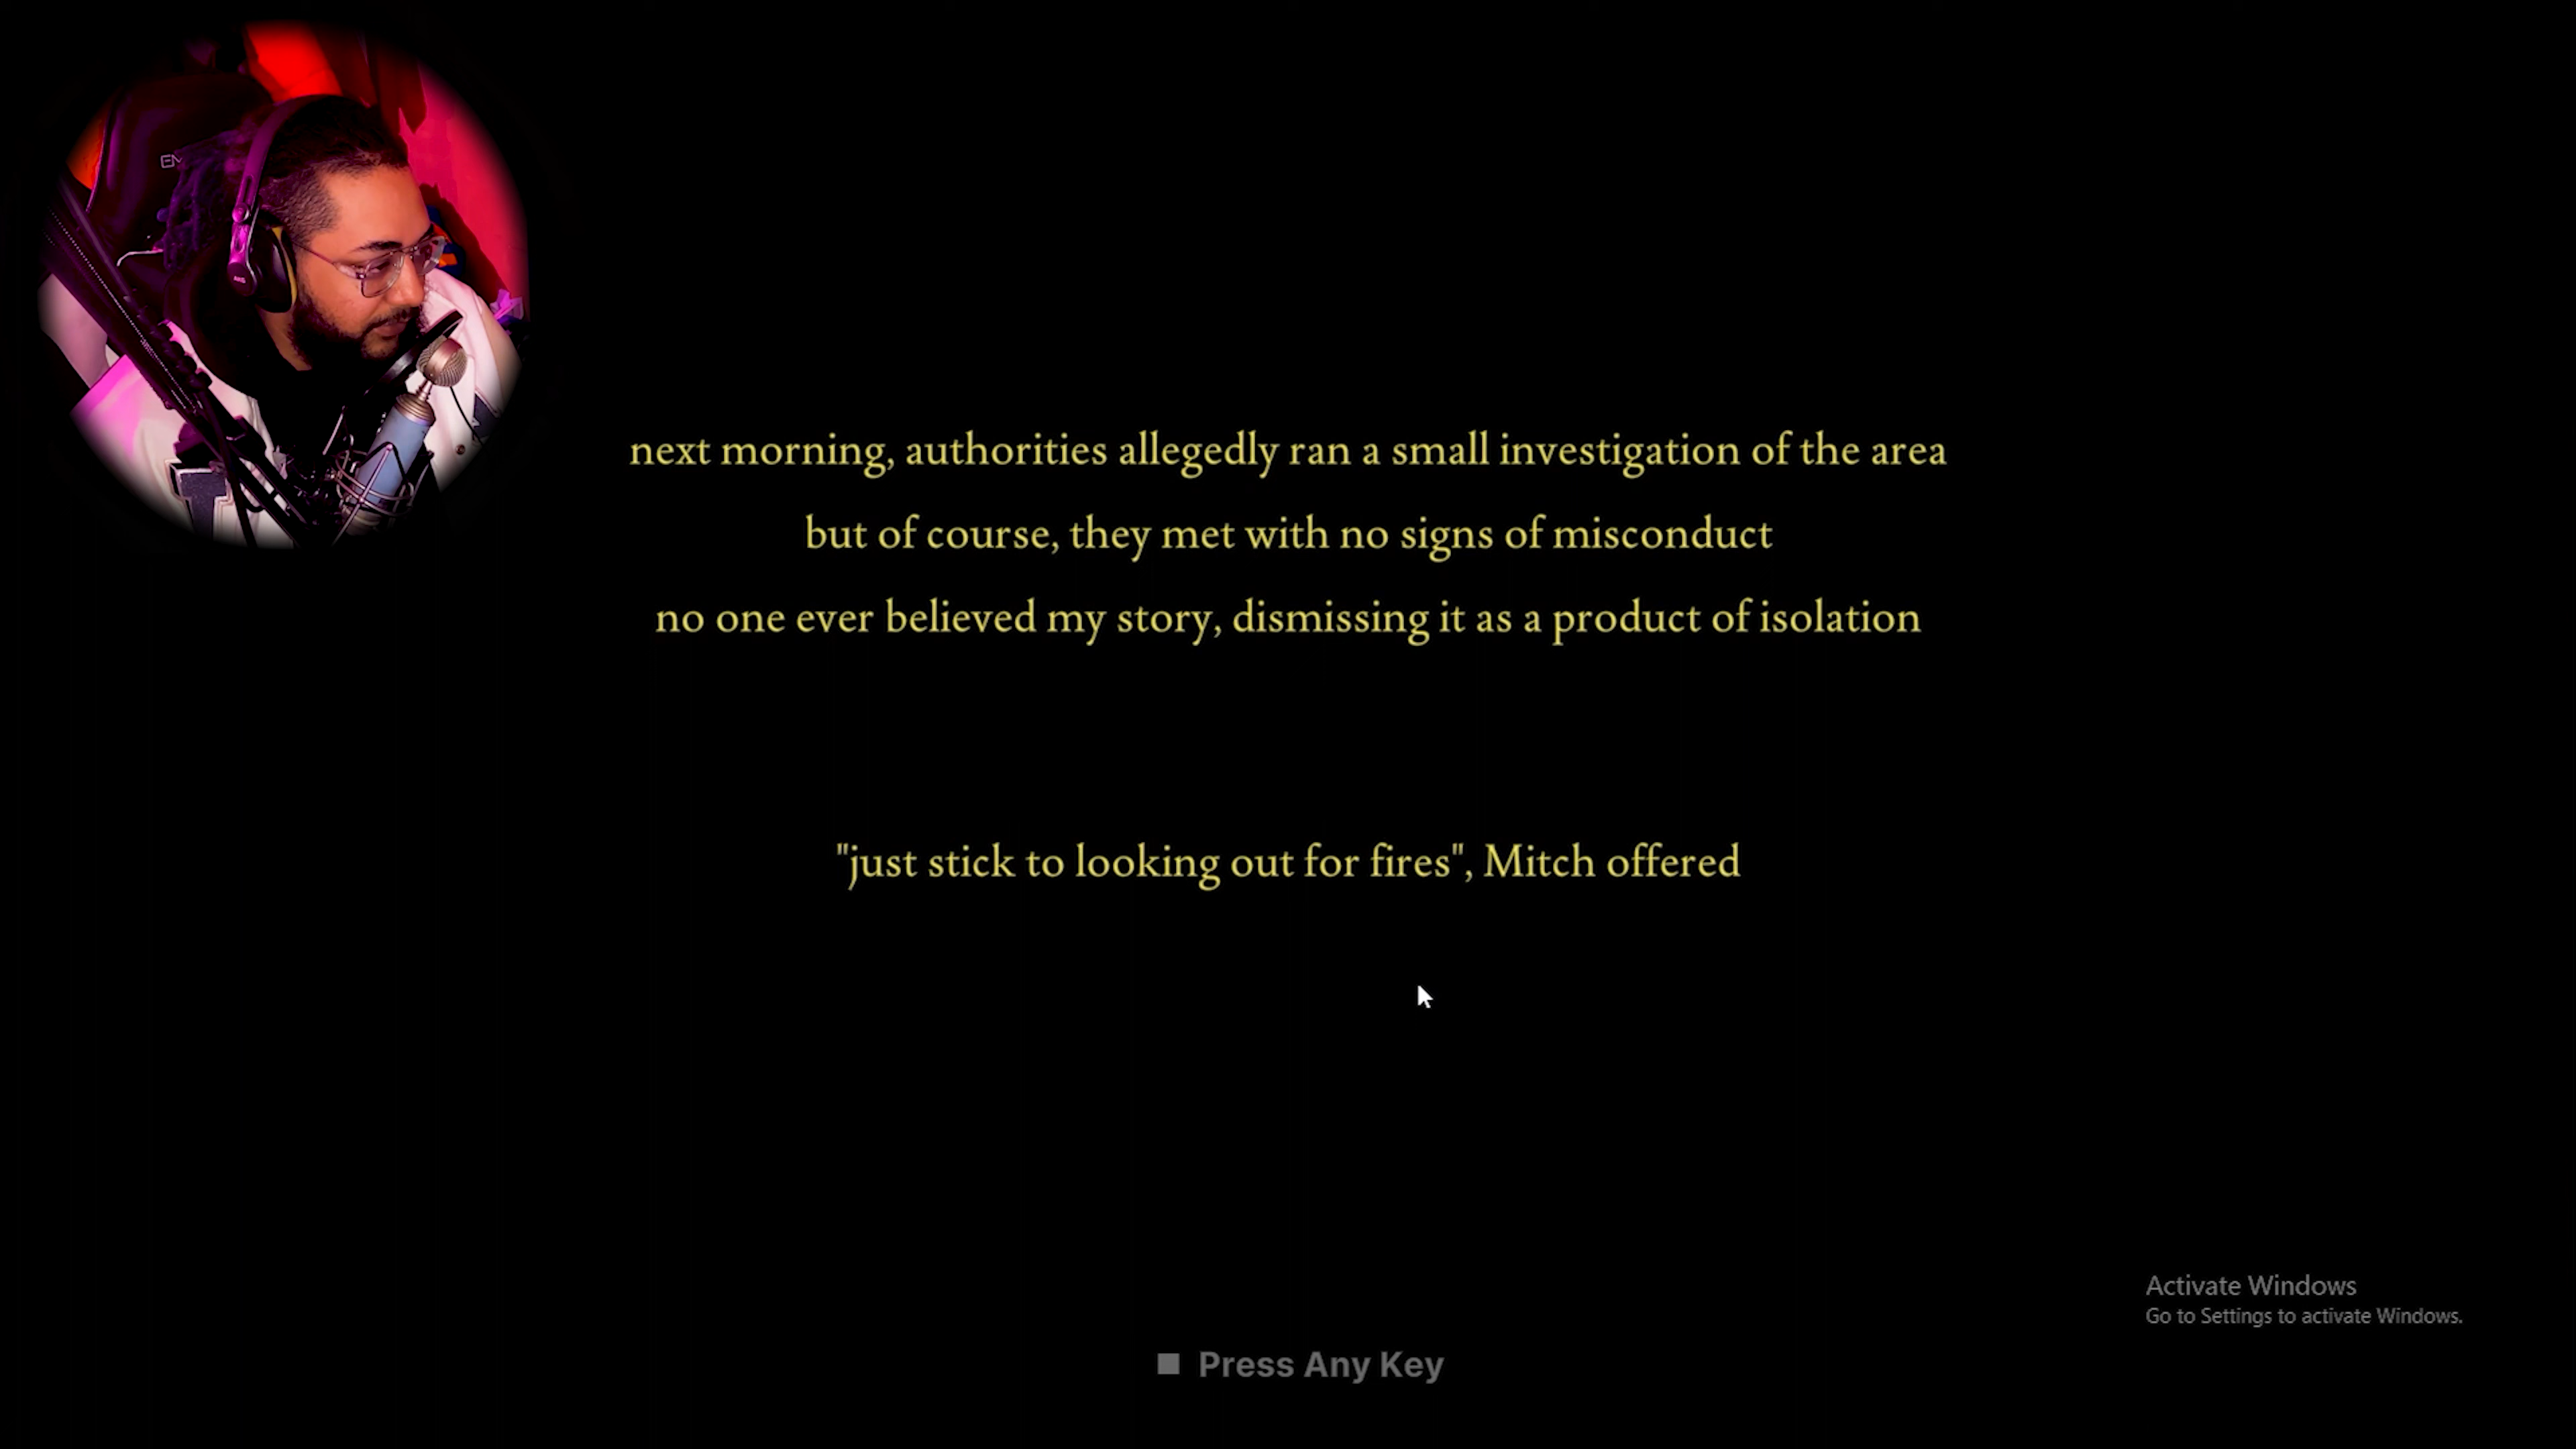 next morning, authorities allegedly ran a small investigation of the area
but of course, they met with no signs of misconduct
no one ever believed my story, dismissing it as a product of isolation
"just stick to looking out for fires", Mitch offered
Activate Windows
Go to Settings to activate Windows.
Press Any Key